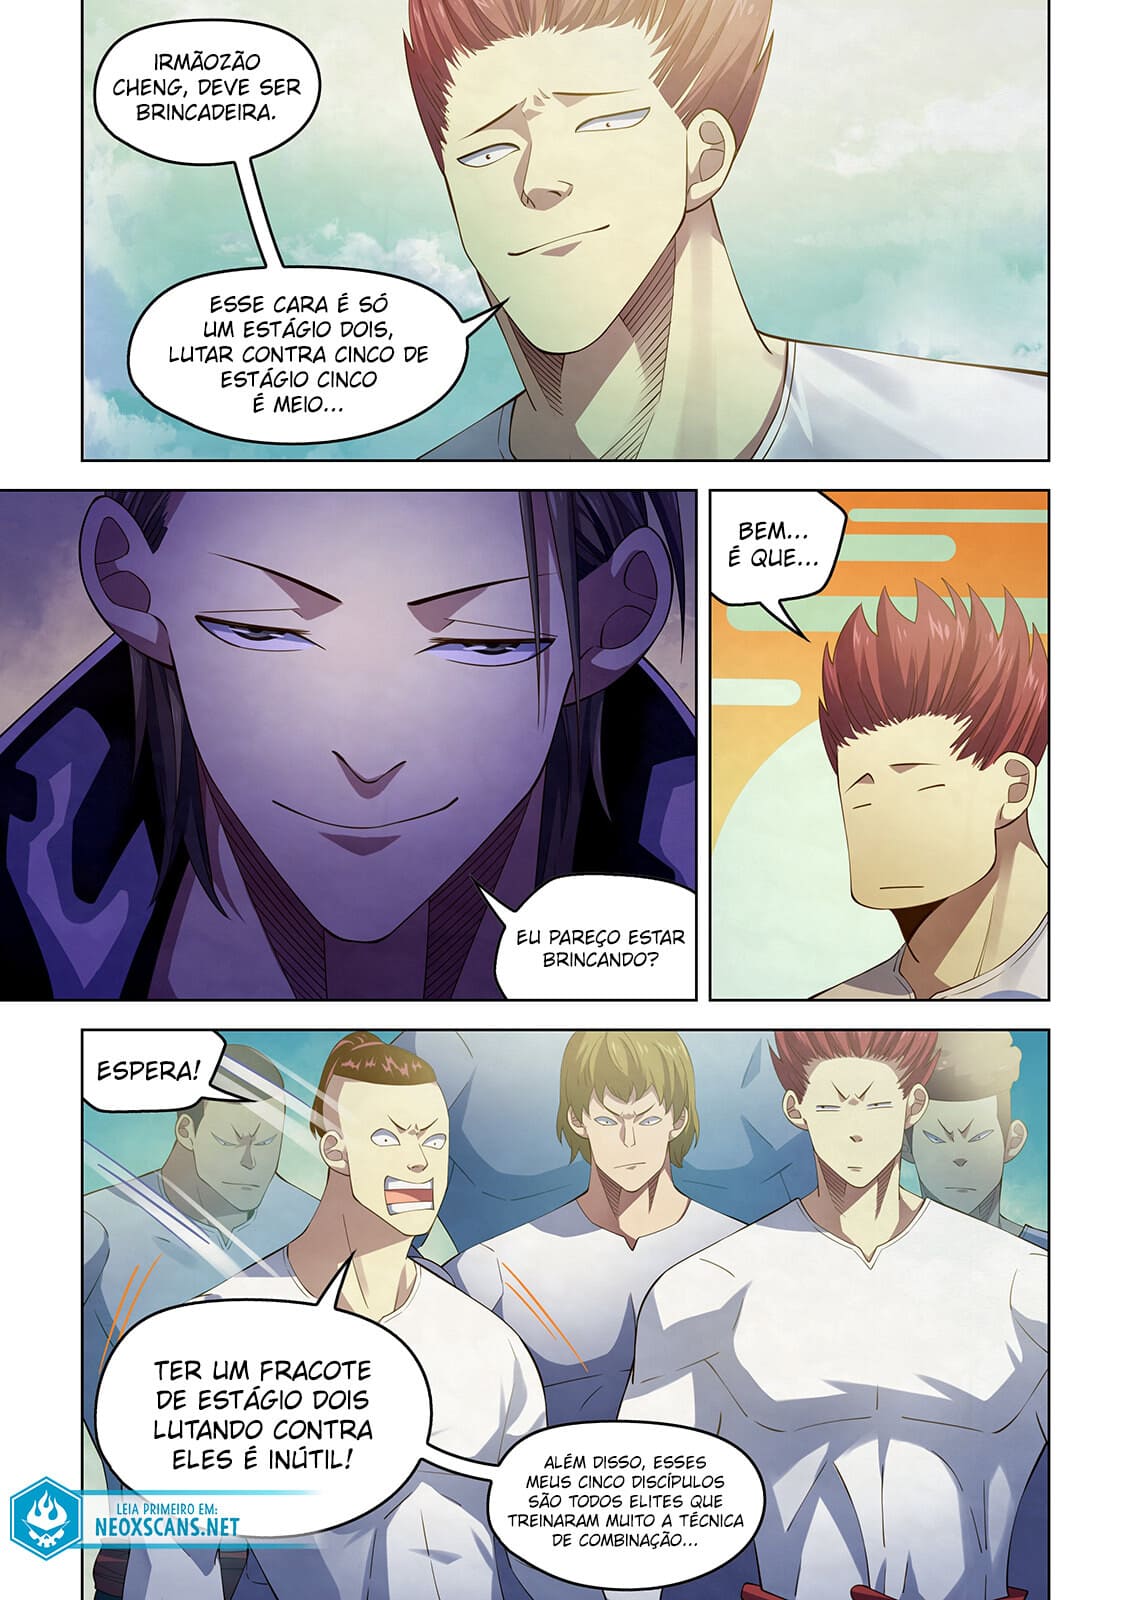 IRMÃOZÃO
CHENG, DEVE SER
BRINCADEIRA.
ESSE CARA É SÓ
UM ESTÁGIO DOIS,
LUTAR CONTRA CINCO DE
ESTÁGIO CINCO
É MEIO...
BEM...
É QUE...
EU PAREÇO ESTAR
BRINCANDO?
ESPERA!
TER UM FRACOTE
DE ESTÁGIO DOIS
LUTANDO CONTRA
ELES É INÚTIL!
ALÉM DISSO, ESSES
MEUS CINCO DISCÍPULOS
SÃO TODOS ELITES QUE
TREINARAM MUITO A TÉCNICA
DE COMBINAÇÃO...
LEIA PRIMEIRO EM:
NEOXSCANS.NET